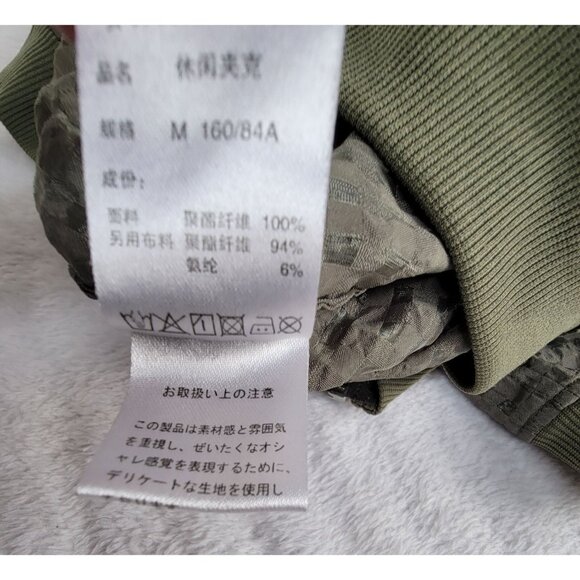 品名 休闲夹克
规格 M 160/84A
成份:
面料 聚酯纤维 100%
另用布料 聚酯纤维 94%
氨纶 6%
お取扱い上の注意
この製品は素材感と雰囲気
を重視し、ぜいたくなオシ
ャレ感覚を表現するために、
デリケートな生地を使用し